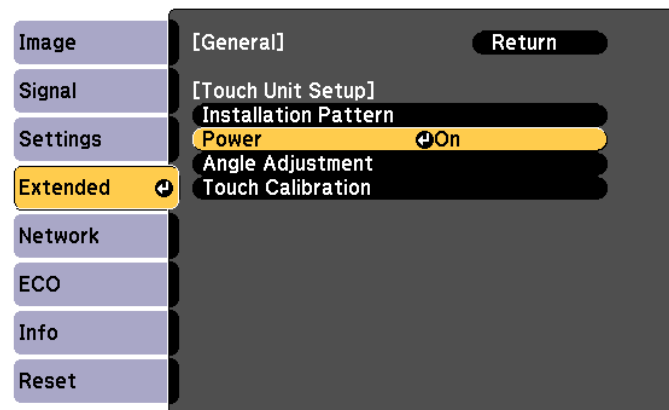 Image
Signal
Settings
Extended
Network
ECO
Info
Reset
[General] Return
[Touch Unit Setup]
Installation Pattern
Power On
Angle Adjustment
Touch Calibration